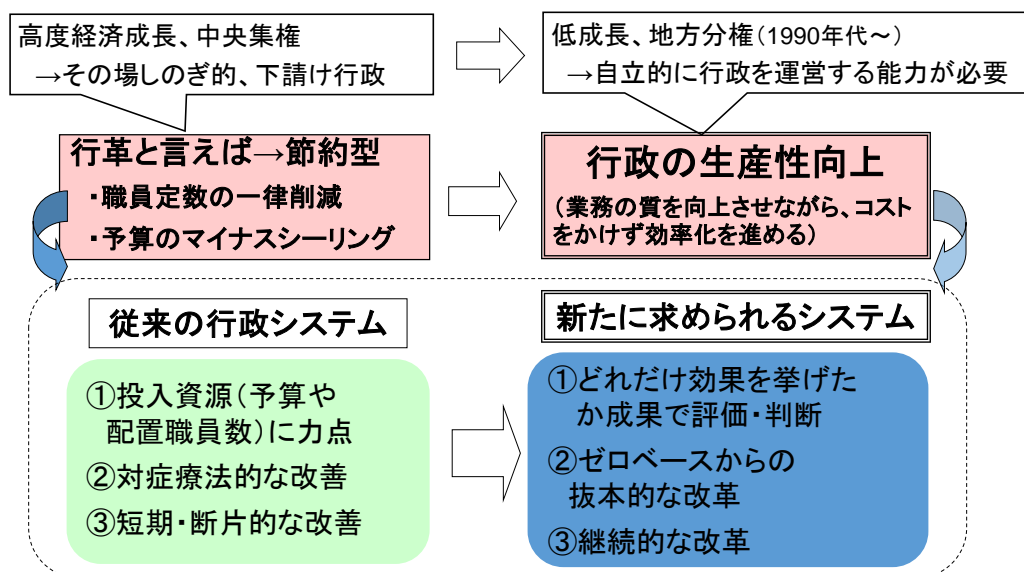 高度経済成長、中央集権
→その場しのぎ的、下請け行政
低成長、地方分権(1990年代～)
→自立的に行政を運営する能力が必要
行革と言えば→節約型
・職員定数の一律削減
・予算のマイナスシーリング
行政の生産性向上
(業務の質を向上させながら、コスト
をかけず効率化を進める)
従来の行政システム
①投入資源(予算や
配置職員数)に力点
②対症療法的な改善
③短期・断片的な改善
新たに求められるシステム
①どれだけ効果を挙げた
か成果で評価・判断
②ゼロベースからの
抜本的な改革
③継続的な改革